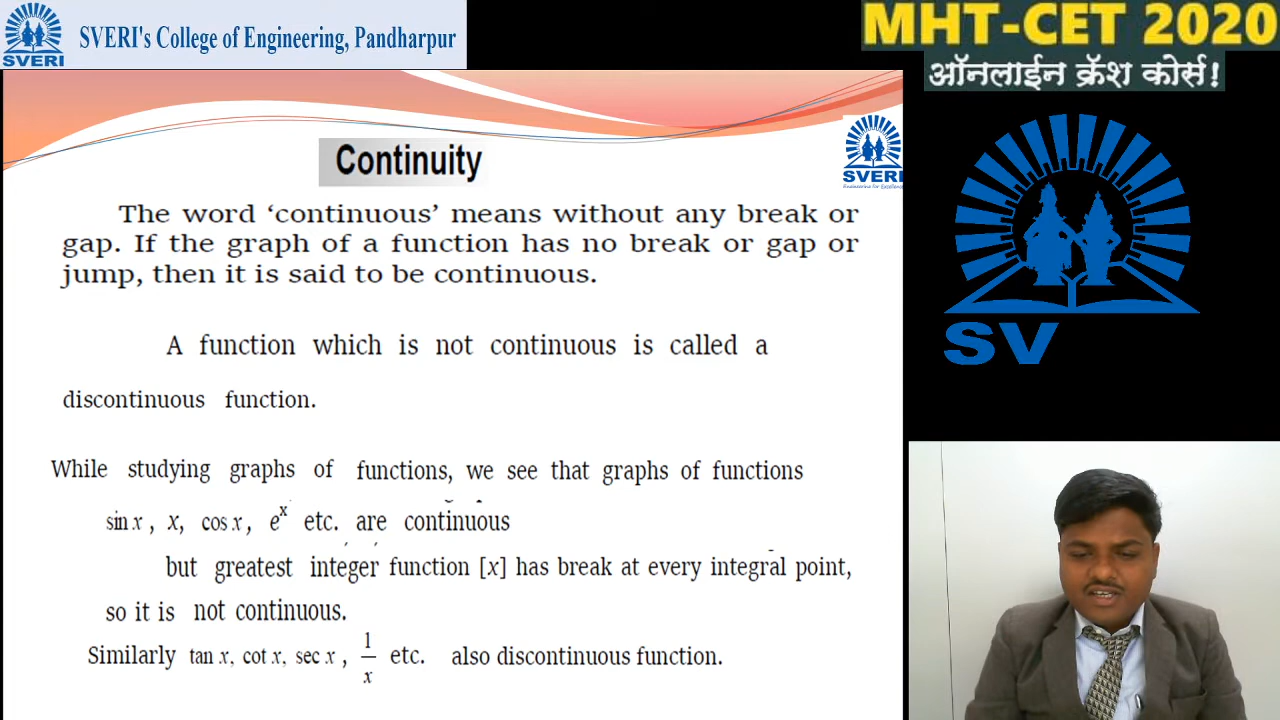 SVERI's College of Engineering, Pandharpur
SVERI
MHT-CET 2020
ऑनलाईन क्रॅश कोर्स!
SVERI
Engineering for Excellence
SV
Continuity
The word ‘continuous’ means without any break or
gap. If the graph of a function has no break or gap or
jump, then it is said to be continuous.
A function which is not continuous is called a
discontinuous function.
While studying graphs of functions, we see that graphs of functions
sin x , x, cos x , eˣ etc. are continuous
but greatest integer function [x] has break at every integral point,
so it is not continuous.
Similarly tan x, cot x, sec x , 1/x etc. also discontinuous function.